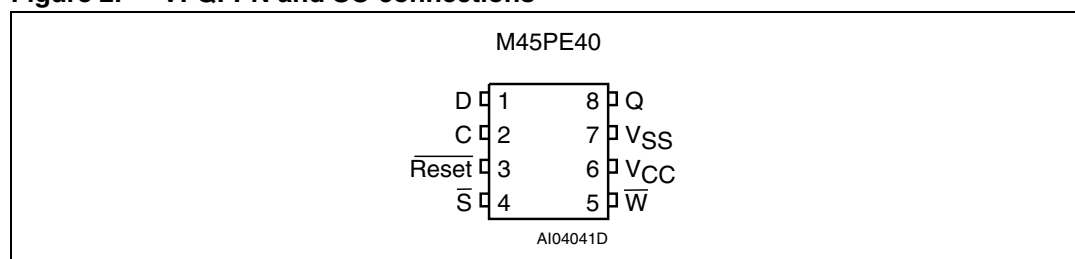 M45PE40
D 1 8 Q
C 2 7 VSS
Reset 3 6 VCC
S 4 5 W
AI04041D